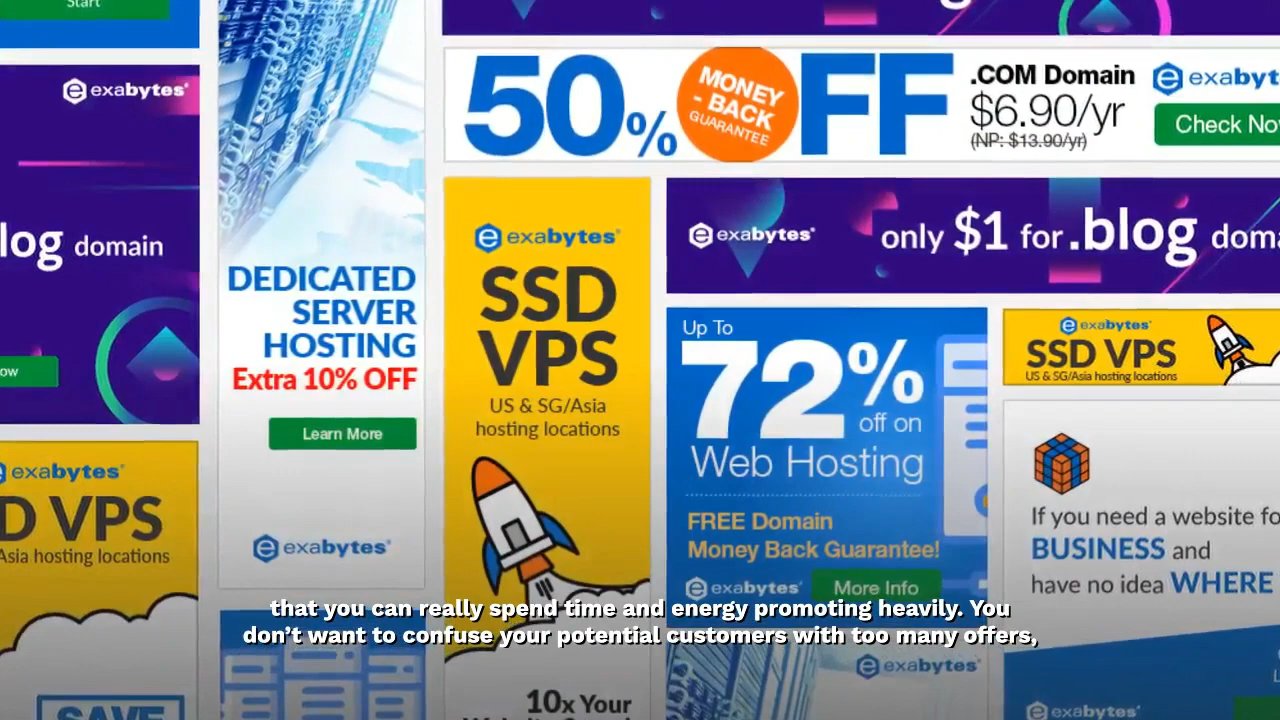 Start
exabytes
log domain
ow
exabytes
D VPS
Asia hosting locations
SAVE
DEDICATED
SERVER
HOSTING
Extra 10% OFF
Learn More
exabytes
50% OFF
MONEY
- BACK
GUARANTEE
.COM Domain
$6.90/yr
(NP: $13.90/yr)
exabyt
Check No
exabytes
SSD
VPS
US & SG/Asia
hosting locations
10x Your
exabytes
only $1 for .blog doma
Up To
72%
off on
Web Hosting
FREE Domain
Money Back Guarantee!
exabytes
More Info
exabytes
exabytes
SSD VPS
US & SG/Asia hosting locations
If you need a website fo
BUSINESS and
have no idea WHERE
exabytes
that you can really spend time and energy promoting heavily. You
don’t want to confuse your potential customers with too many offers,